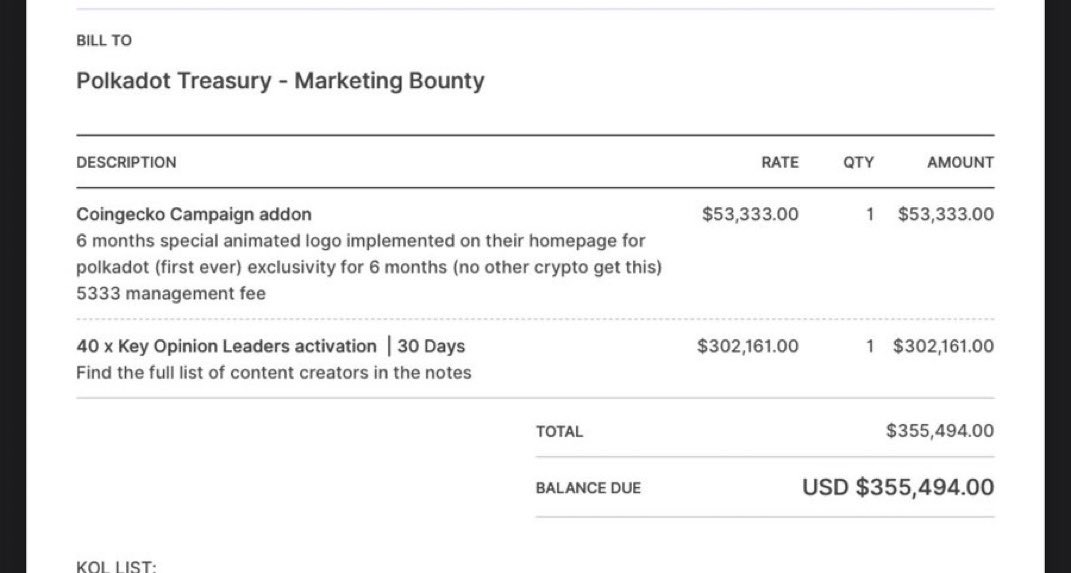 BILL TO
Polkadot Treasury - Marketing Bounty
DESCRIPTION RATE QTY AMOUNT
Coingecko Campaign addon $53,333.00 1 $53,333.00
6 months special animated logo implemented on their homepage for
polkadot (first ever) exclusivity for 6 months (no other crypto get this)
5333 management fee
40 x Key Opinion Leaders activation | 30 Days $302,161.00 1 $302,161.00
Find the full list of content creators in the notes
TOTAL $355,494.00
BALANCE DUE USD $355,494.00
KOL LIST: